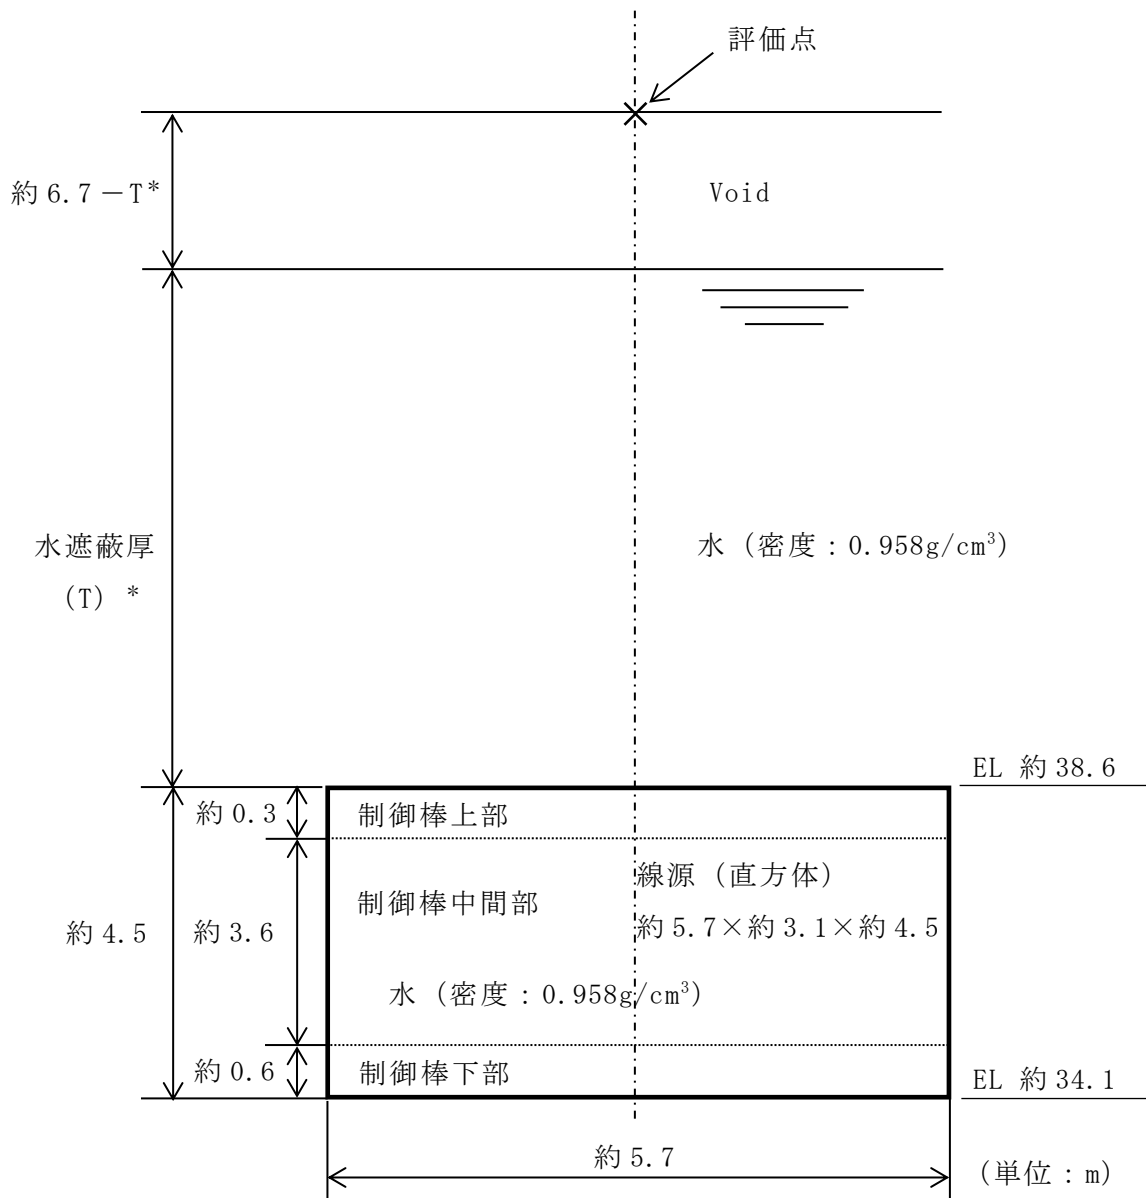 評価点
約 6.7 －T*
Void
水遮蔽厚
(T) *
水（密度：0.958g/cm³）
EL 約 38.6
約 0.3
制御棒上部
線源（直方体）
制御棒中間部
約 4.5
約 3.6
約 5.7×約 3.1×約 4.5
水（密度：0.958g/cm³）
約 0.6
制御棒下部
EL 約 34.1
約 5.7
（単位：m）